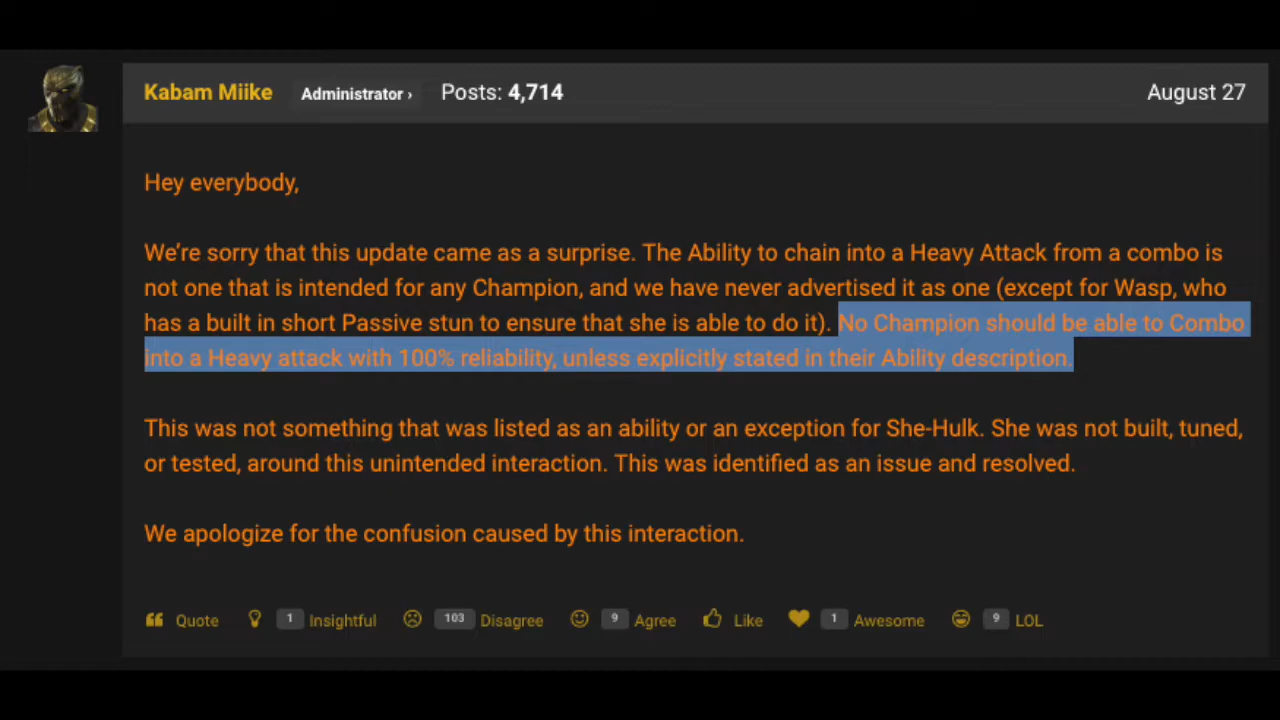 Kabam Miike Administrator › Posts: 4,714 August 27
Hey everybody,
We're sorry that this update came as a surprise. The Ability to chain into a Heavy Attack from a combo is
not one that is intended for any Champion, and we have never advertised it as one (except for Wasp, who
has a built in short Passive stun to ensure that she is able to do it). No Champion should be able to Combo
into a Heavy attack with 100% reliability, unless explicitly stated in their Ability description.
This was not something that was listed as an ability or an exception for She-Hulk. She was not built, tuned,
or tested, around this unintended interaction. This was identified as an issue and resolved.
We apologize for the confusion caused by this interaction.
Quote 1 Insightful 103 Disagree 9 Agree Like 1 Awesome 9 LOL